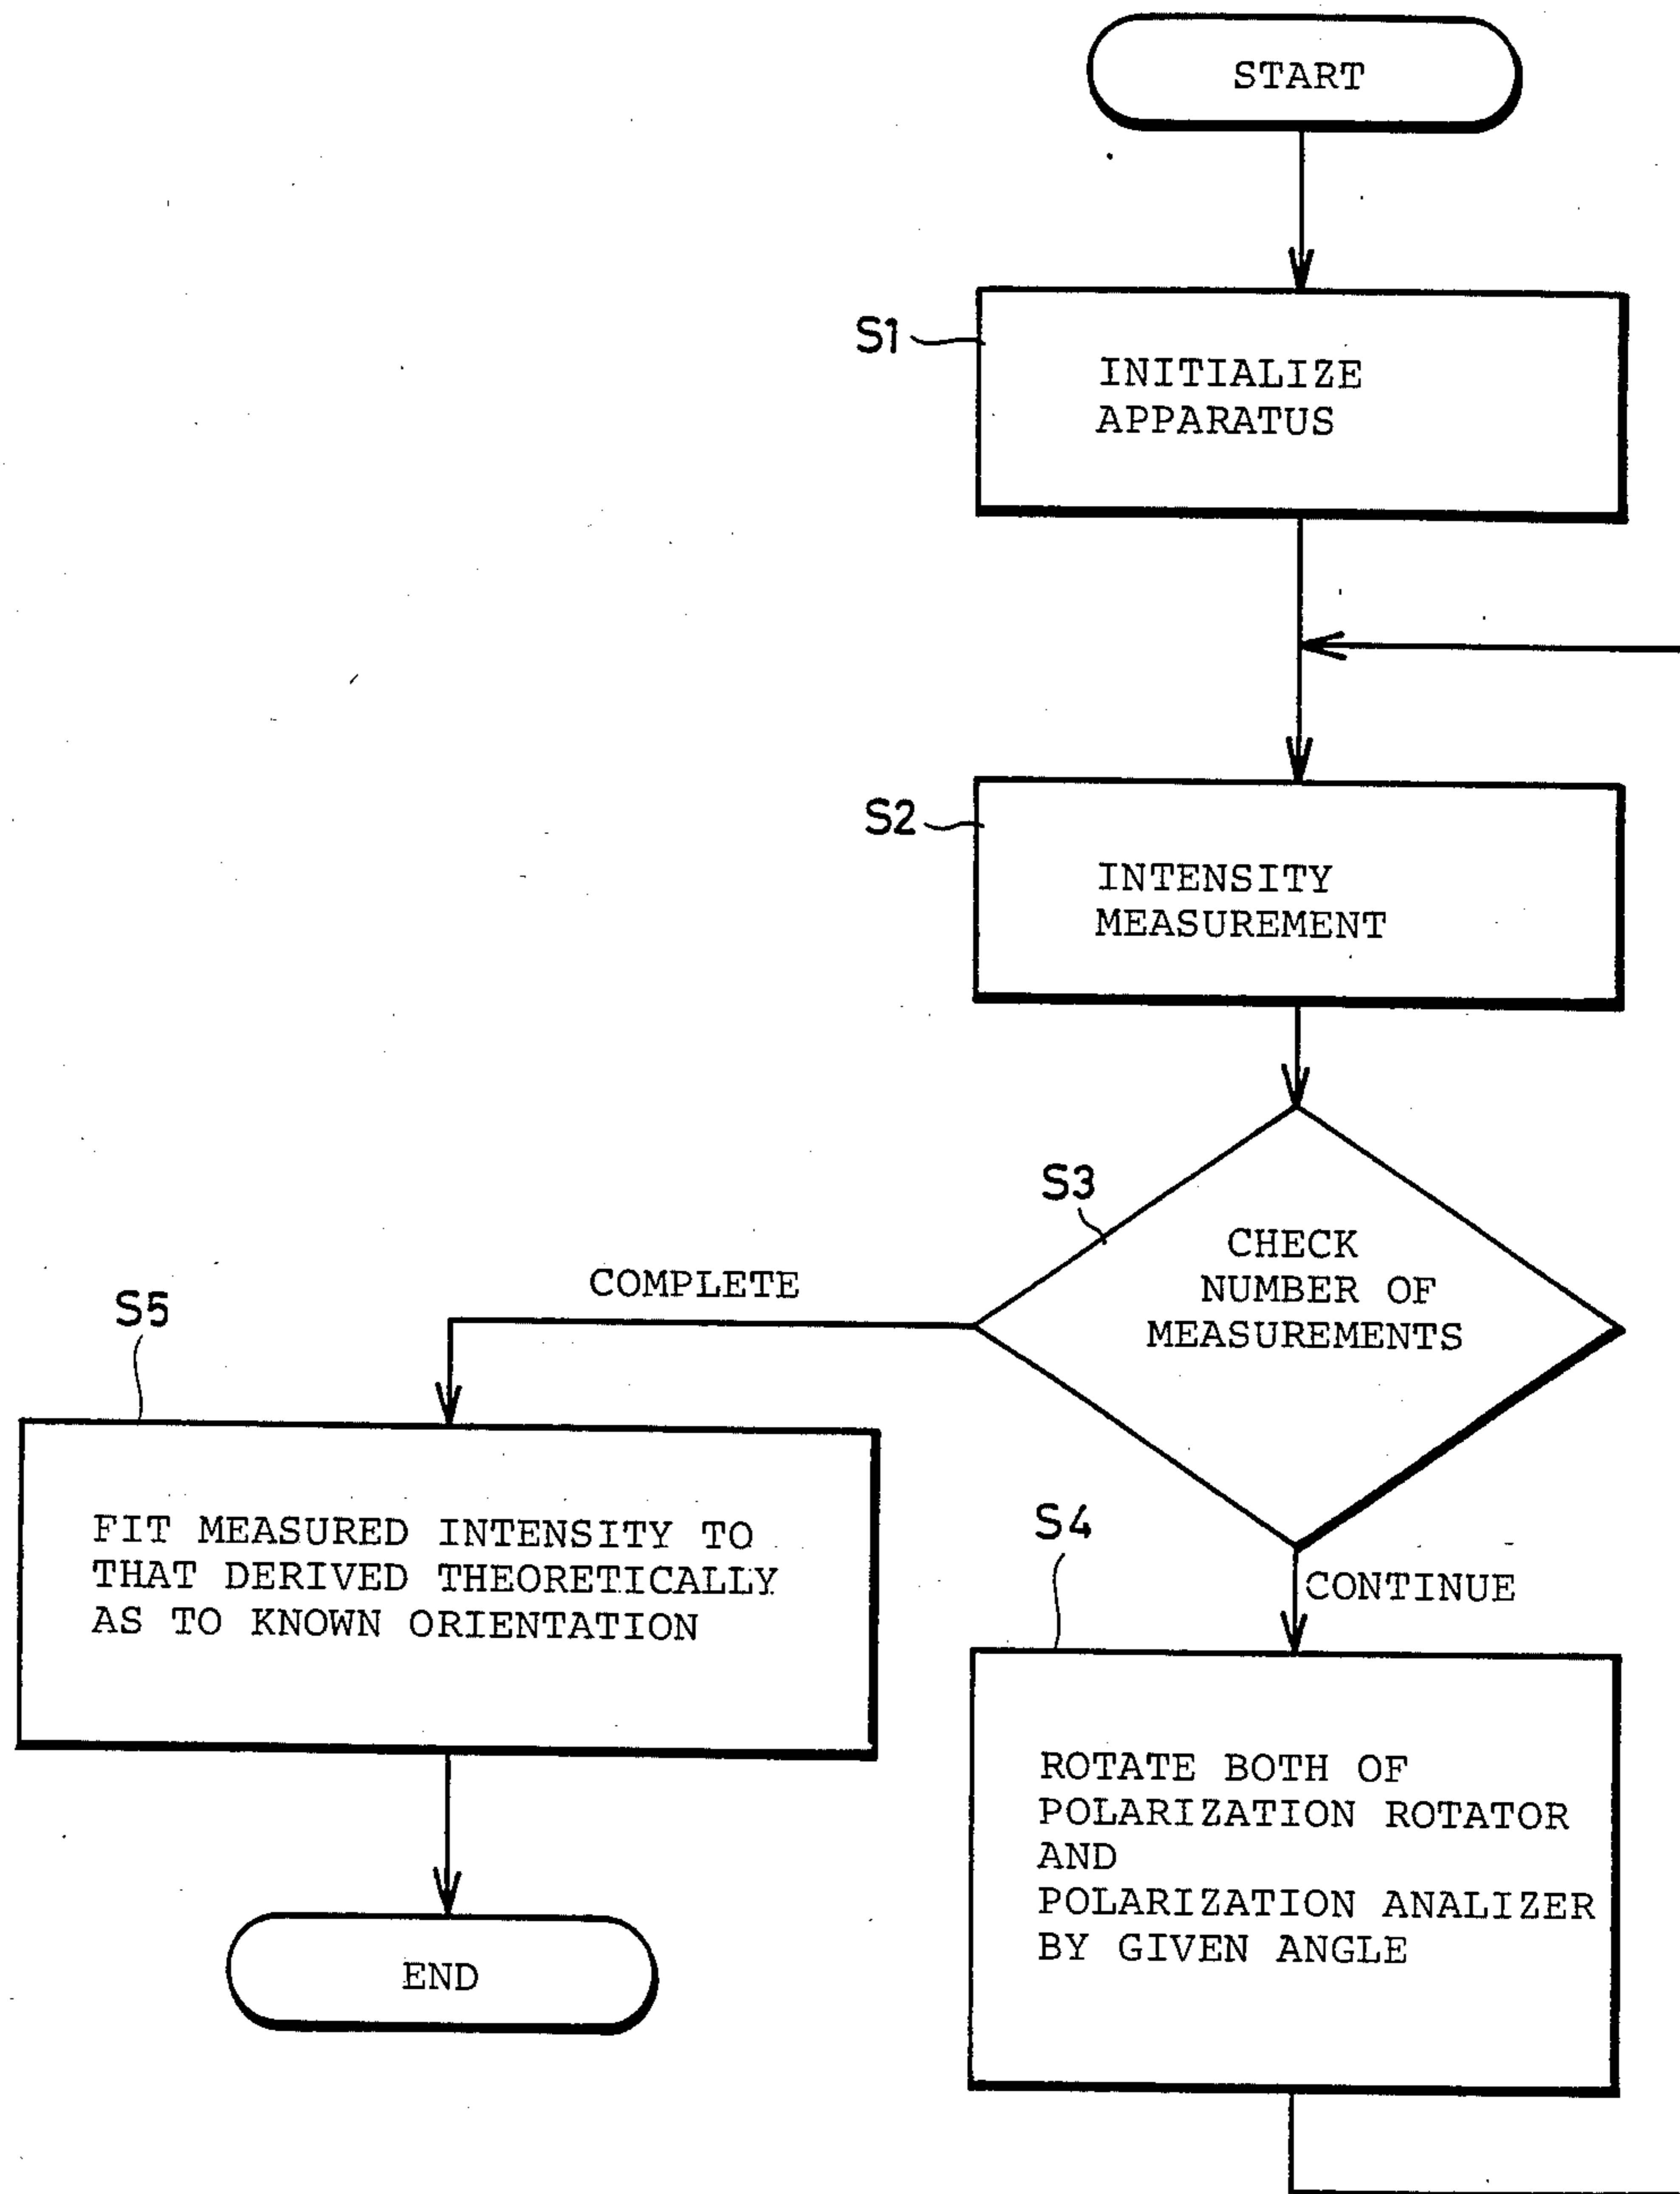 START
S1
INITIALIZE
APPARATUS
S2
INTENSITY
MEASUREMENT
S3
CHECK
NUMBER OF
MEASUREMENTS
COMPLETE
S5
FIT MEASURED INTENSITY TO
THAT DERIVED THEORETICALLY
AS TO KNOWN ORIENTATION
S4
CONTINUE
ROTATE BOTH OF
POLARIZATION ROTATOR
AND
POLARIZATION ANALIZER
BY GIVEN ANGLE
END